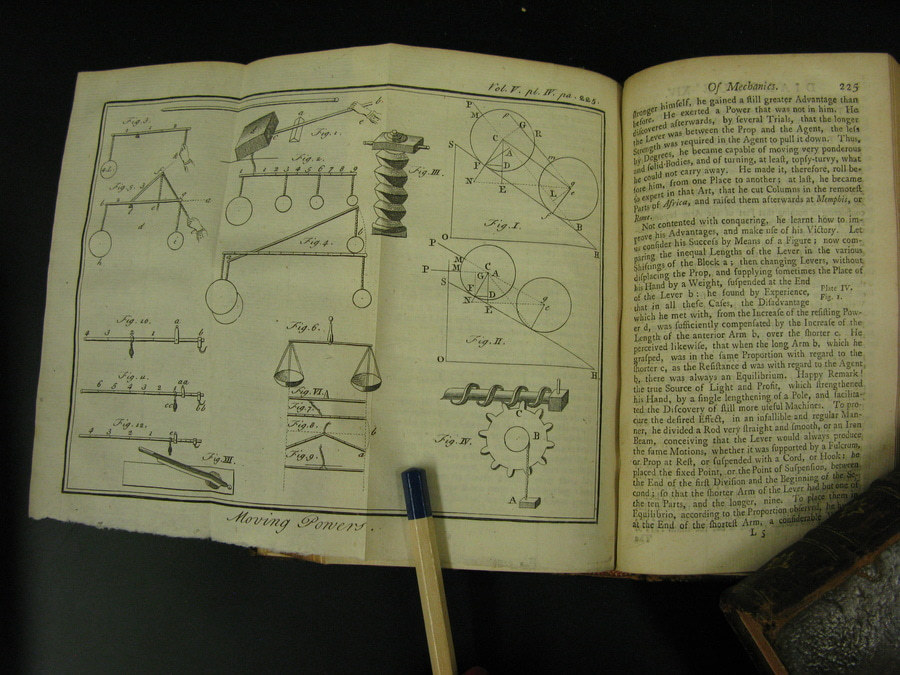 Vol. V. pl. IV. pa. 225.
Fig. 3.
Fig. 1.
Fig. 2.
Fig. III.
Fig. 5.
Fig. 4.
Fig. I.
Fig. 10.
Fig. 6.
Fig. II.
Fig. 11.
Fig. VI.
Fig. 7.
Fig. 8.
Fig. IV.
Fig. 12.
Fig. 9.
Moving Powers.
Of Mechanics. 225
stronger himself, he gained a still greater Advantage than
before. He exerted a Power that was not in him. He
discovered afterwards, by several Trials, that the longer
the Lever was between the Prop and the Agent, the less
Strength was required in the Agent to pull it down. Thus,
by Degrees, he became capable of moving very ponderous
and solid Bodies, and of turning, at least, topsy-turvy, what
he could not carry away. He made it, therefore, roll be-
fore him, from one Place to another; at last, he became
so expert in that Art, that he cut Columns in the remotest
Parts of Africa, and raised them afterwards at Memphis, or
Rome.
Not contented with conquering, he learnt how to im-
prove his Advantages, and make use of his Victory. Let
us consider his Success by Means of a Figure; now com-
paring the inequal Lengths of the Lever in the various
Shiftings of the Block a; then changing Levers, without
displacing the Prop, and supplying sometimes the Place of
his Hand by a Weight, suspended at the End
of the Lever b; he found by Experience,
Plate IV.
Fig. 1.
that in all these Cases, the Disadvantage
which he met with, from the Increase of the resisting Pow-
er d, was sufficiently compensated by the Increase of the
Length of the anterior Arm b, over the shorter c. He
perceived likewise, that when the long Arm b, which he
grasped, was in the same Proportion with regard to the
shorter c, as the Resistance d was with regard to the Agent
b, there was always an Equilibrium. Happy Remark!
the true Source of Light and Profit, which strengthened
his Hand, by a single lengthening of a Pole, and facilita-
ted the Discovery of still more useful Machines. To pro-
cure the desired Effect, in an infallible and regular Man-
ner, he divided a Rod very straight and smooth, or an Iron
Beam, conceiving that the Lever would always produce
the same Motions, whether it was supported by a Fulcrum,
or Prop at Rest, or suspended with a Cord, or Hook: he
placed the fixed Point, or the Point of Suspension, between
the End of the first Division and the Beginning of the Se-
cond; so that the shorter Arm of the Lever had but one of
the ten Parts, and the longer, nine. To place them in
Equilibrio, according to the Proportion observed, he
at the End of the shortest Arm, a considerable
L 5